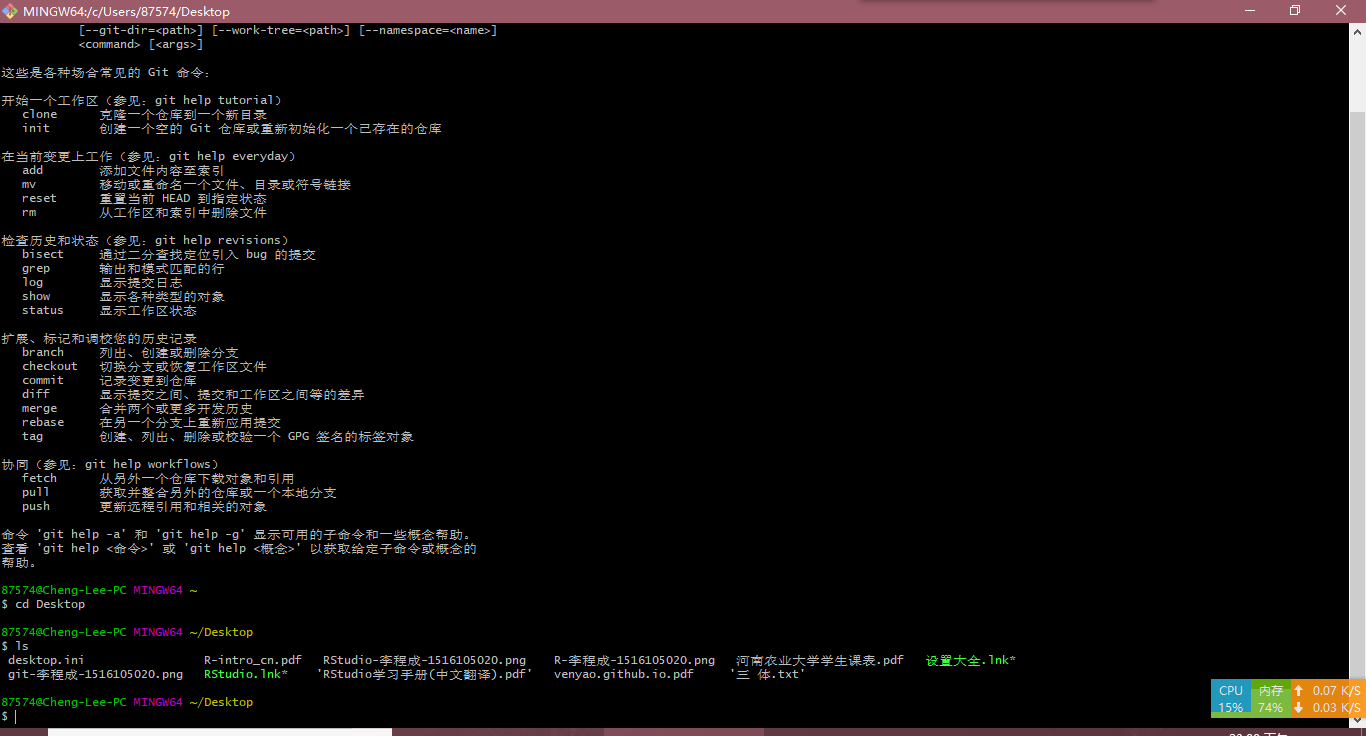 MINGW64:/c/Users/87574/Desktop
[--git-dir=<path>] [--work-tree=<path>] [--namespace=<name>]
<command> [<args>]
这些是各种场合常见的 Git 命令：
开始一个工作区（参见：git help tutorial）
clone 克隆一个仓库到一个新目录
init 创建一个空的 Git 仓库或重新初始化一个已存在的仓库
在当前变更上工作（参见：git help everyday）
add 添加文件内容至索引
mv 移动或重命名一个文件、目录或符号链接
reset 重置当前 HEAD 到指定状态
rm 从工作区和索引中删除文件
检查历史和状态（参见：git help revisions）
bisect 通过二分查找定位引入 bug 的提交
grep 输出和模式匹配的行
log 显示提交日志
show 显示各种类型的对象
status 显示工作区状态
扩展、标记和调校您的历史记录
branch 列出、创建或删除分支
checkout 切换分支或恢复工作区文件
commit 记录变更到仓库
diff 显示提交之间、提交和工作区之间等的差异
merge 合并两个或更多开发历史
rebase 在另一个分支上重新应用提交
tag 创建、列出、删除或校验一个 GPG 签名的标签对象
协同（参见：git help workflows）
fetch 从另外一个仓库下载对象和引用
pull 获取并整合另外的仓库或一个本地分支
push 更新远程引用和相关的对象
命令 'git help -a' 和 'git help -g' 显示可用的子命令和一些概念帮助。
查看 'git help <命令>' 或 'git help <概念>' 以获取给定子命令或概念的
帮助。
87574@Cheng-Lee-PC MINGW64 ~
$ cd Desktop
87574@Cheng-Lee-PC MINGW64 ~/Desktop
$ ls
desktop.ini R-intro_cn.pdf RStudio-李程成-1516105020.png R-李程成-1516105020.png 河南农业大学学生课表.pdf 设置大全.lnk*
git-李程成-1516105020.png RStudio.lnk* 'RStudio学习手册(中文翻译).pdf' venyao.github.io.pdf '三 体.txt'
87574@Cheng-Lee-PC MINGW64 ~/Desktop
$
CPU 内存 0.07 K/S
15% 74% 0.03 K/S